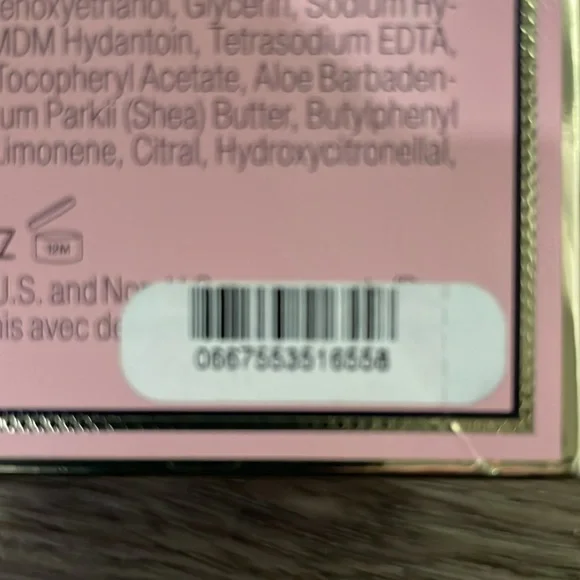 enoxyethanol, Glycerin, Sodium Hy-
MDM Hydantoin, Tetrasodium EDTA,
Tocopheryl Acetate, Aloe Barbaden-
um Parkii (Shea) Butter, Butylphenyl
Limonene, Citral, Hydroxycitronellal,
Z 12M
U.S. and No
is avec de
0667553516558